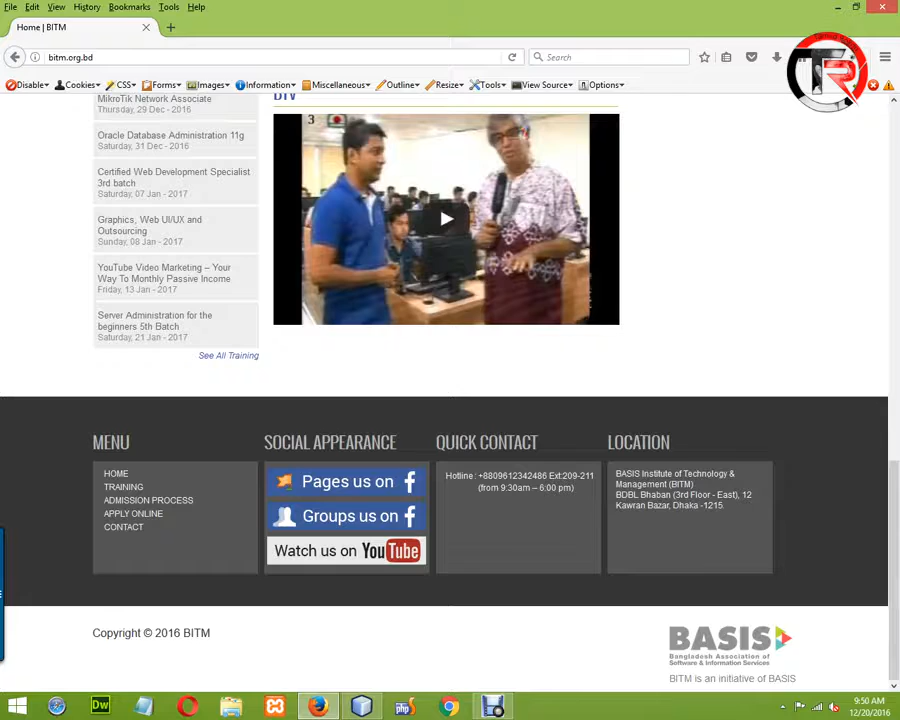 File Edit View History Bookmarks Tools Help
Home | BITM
bitm.org.bd
Search
Disable Cookies CSS Forms Images Information Miscellaneous Outline Resize Tools View Source Options
MikroTik Network Associate
Thursday, 29 Dec - 2016
Oracle Database Administration 11g
Saturday, 31 Dec - 2016
Certified Web Development Specialist
3rd batch
Saturday, 07 Jan - 2017
Graphics, Web UI/UX and
Outsourcing
Sunday, 08 Jan - 2017
YouTube Video Marketing – Your
Way To Monthly Passive Income
Friday, 13 Jan - 2017
Server Administration for the
beginners 5th Batch
Saturday, 21 Jan - 2017
See All Training
3
MENU
HOME
TRAINING
ADMISSION PROCESS
APPLY ONLINE
CONTACT
SOCIAL APPEARANCE
Pages us on f
Groups us on f
Watch us on YouTube
QUICK CONTACT
Hotline : +8809612342486 Ext:209-211
(from 9:30am – 6:00 pm)
LOCATION
BASIS Institute of Technology &
Management (BITM)
BDBL Bhaban (3rd Floor - East), 12
Kawran Bazar, Dhaka -1215.
Copyright © 2016 BITM
BASIS
Bangladesh Association of
Software & Information Services
BITM is an initiative of BASIS
Dw
php
9:50 AM
12/20/2016